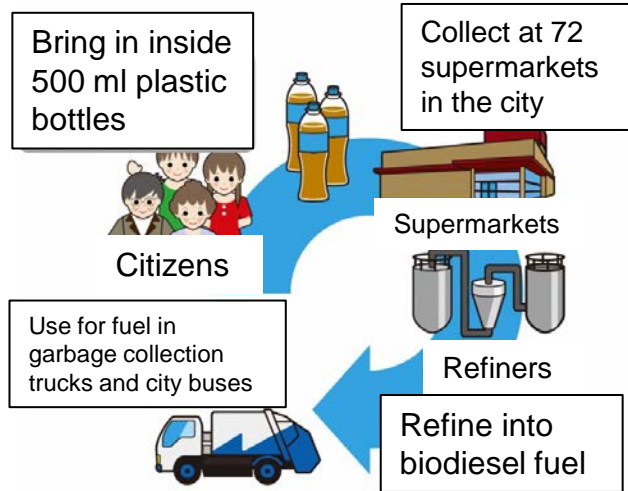 Bring in inside
500 ml plastic
bottles
Collect at 72
supermarkets
in the city
Supermarkets
Citizens
Use for fuel in
garbage collection
trucks and city buses
Refiners
Refine into
biodiesel fuel